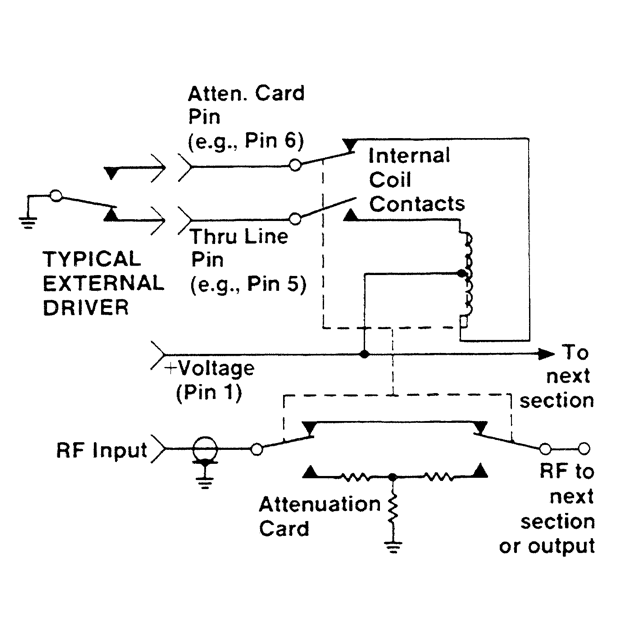 Atten. Card
Pin
(e.g., Pin 6)
Internal
Coil
Contacts
Thru Line
Pin
(e.g., Pin 5)
TYPICAL
EXTERNAL
DRIVER
+Voltage
(Pin 1)
To
next
section
RF Input
Attenuation
Card
RF to
next
section
or output